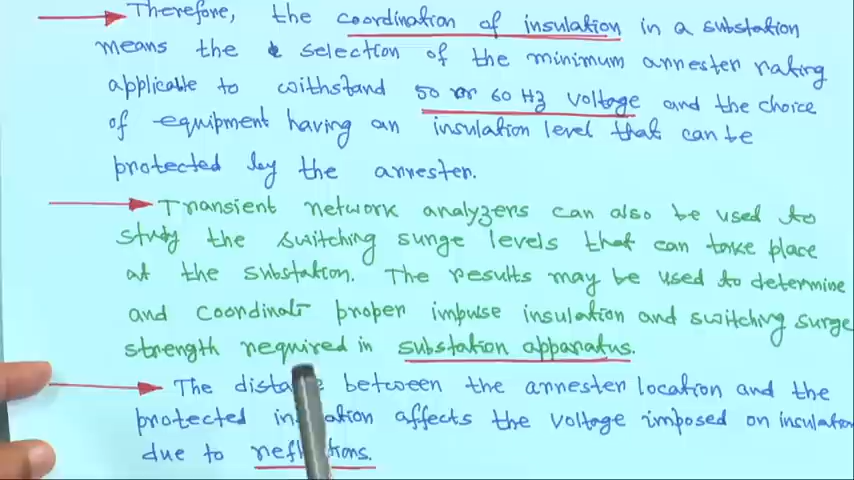 Therefore, the coordination of insulation in a substation
means the selection of the minimum arrester rating
applicable to withstand 50 or 60 Hz voltage and the choice
of equipment having an insulation level that can be
protected by the arrester.
Transient network analyzers can also be used to
study the switching surge levels that can take place
at the substation. The results may be used to determine
and coordinate proper impulse insulation and switching surge
strength required in substation apparatus.
The between the arrester location and the
protected affects the voltage imposed on insulation
due to